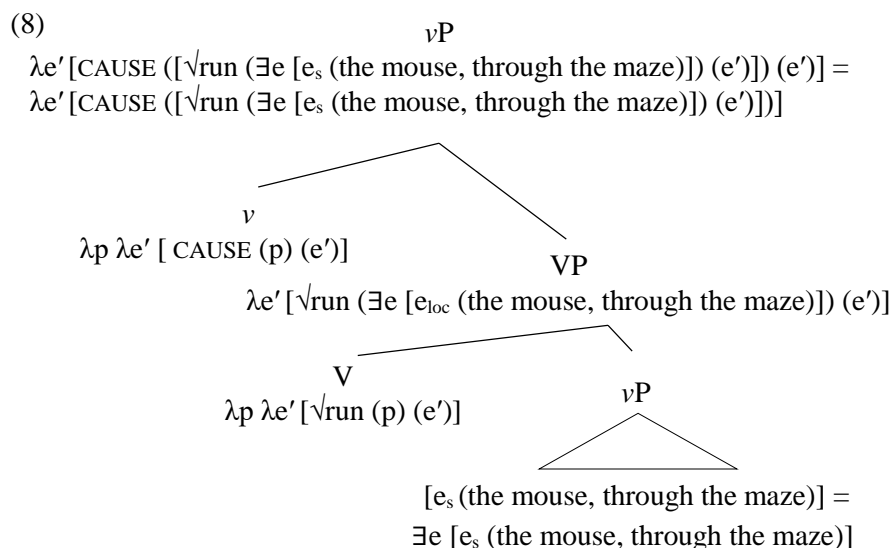 (8)
vP
λe′ [CAUSE ([√run (∃e [eₛ (the mouse, through the maze)]) (e′)]) (e′)] =
λe′ [CAUSE ([√run (∃e [eₛ (the mouse, through the maze)]) (e′)])]
v
λp λe′ [ CAUSE (p) (e′)]
VP
λe′ [√run (∃e [eₗₒc (the mouse, through the maze)]) (e′)]
V
λp λe′ [√run (p) (e′)]
vP
[eₛ (the mouse, through the maze)] =
∃e [eₛ (the mouse, through the maze)]